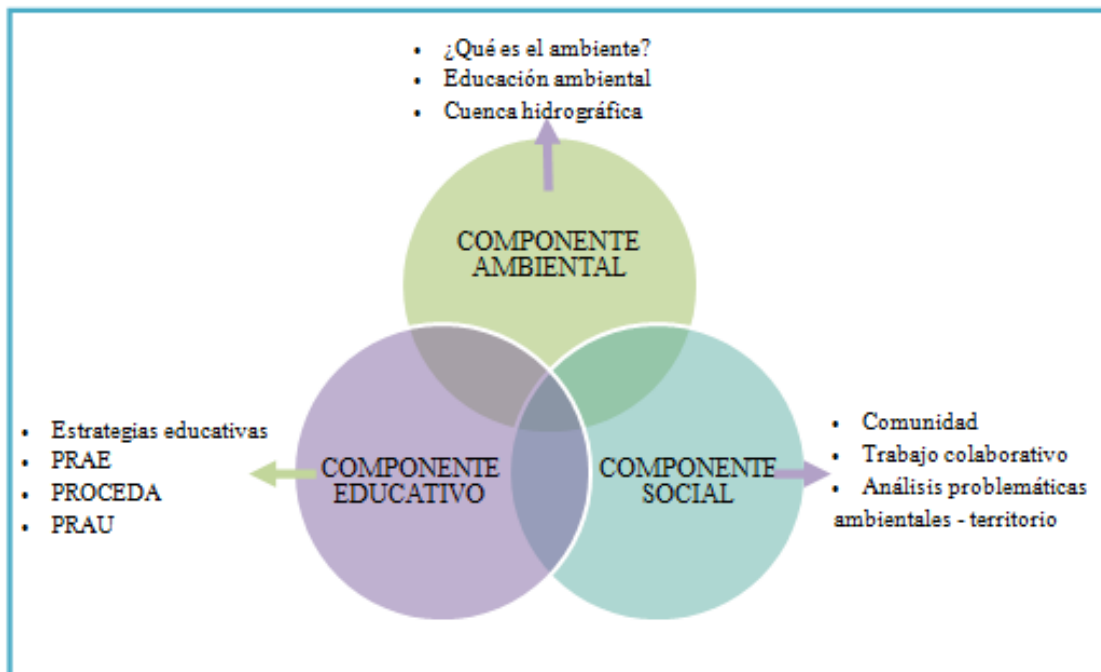 • ¿Qué es el ambiente?
• Educación ambiental
• Cuenca hidrográfica
COMPONENTE
AMBIENTAL
• Estrategias educativas
• PRAE
• PROCEDA
• PRAU
COMPONENTE
EDUCATIVO
COMPONENTE
SOCIAL
• Comunidad
• Trabajo colaborativo
• Análisis problemáticas
ambientales - territorio